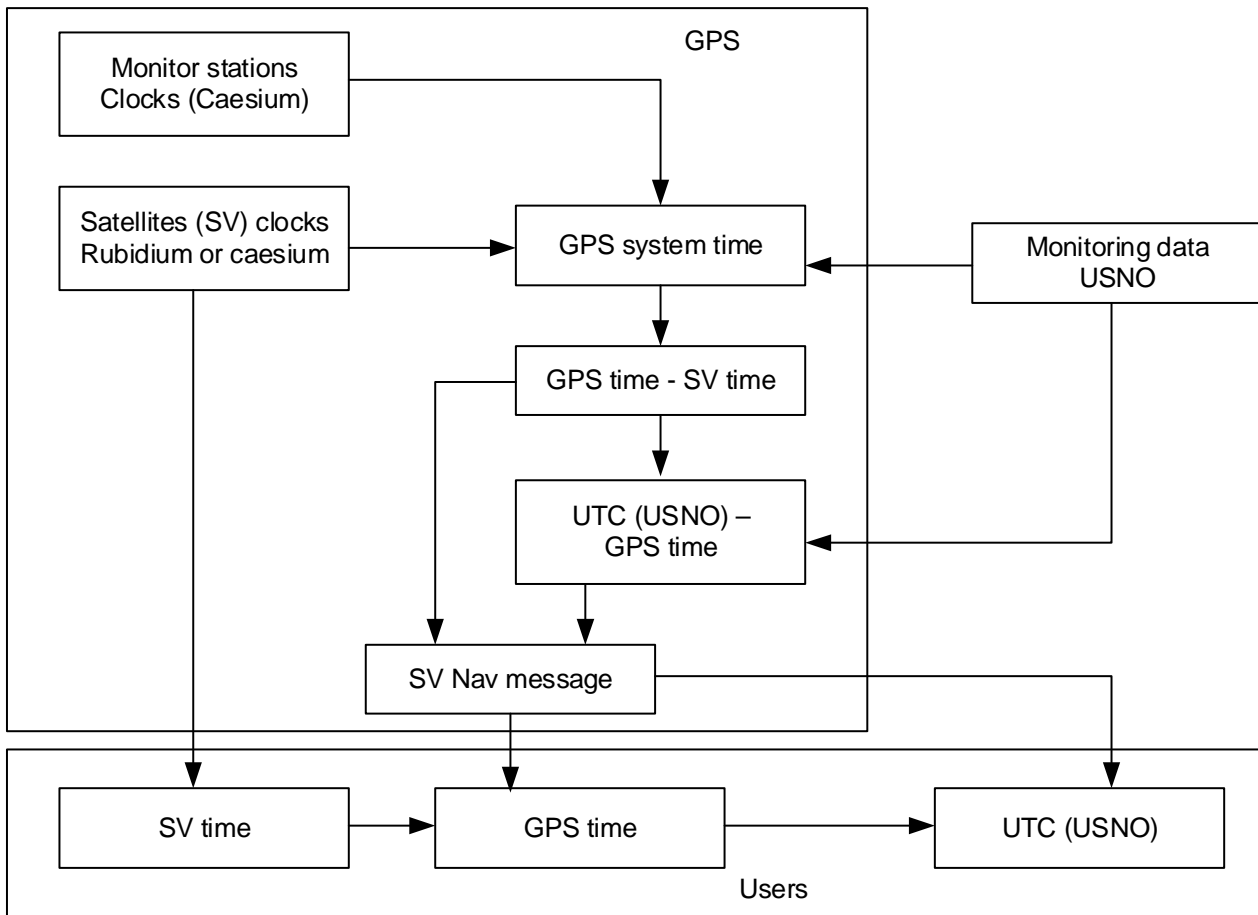 GPS
Monitor stations
Clocks (Caesium)
Satellites (SV) clocks
Rubidium or caesium
GPS system time
Monitoring data
USNO
GPS time - SV time
UTC (USNO) –
GPS time
SV Nav message
SV time
GPS time
UTC (USNO)
Users